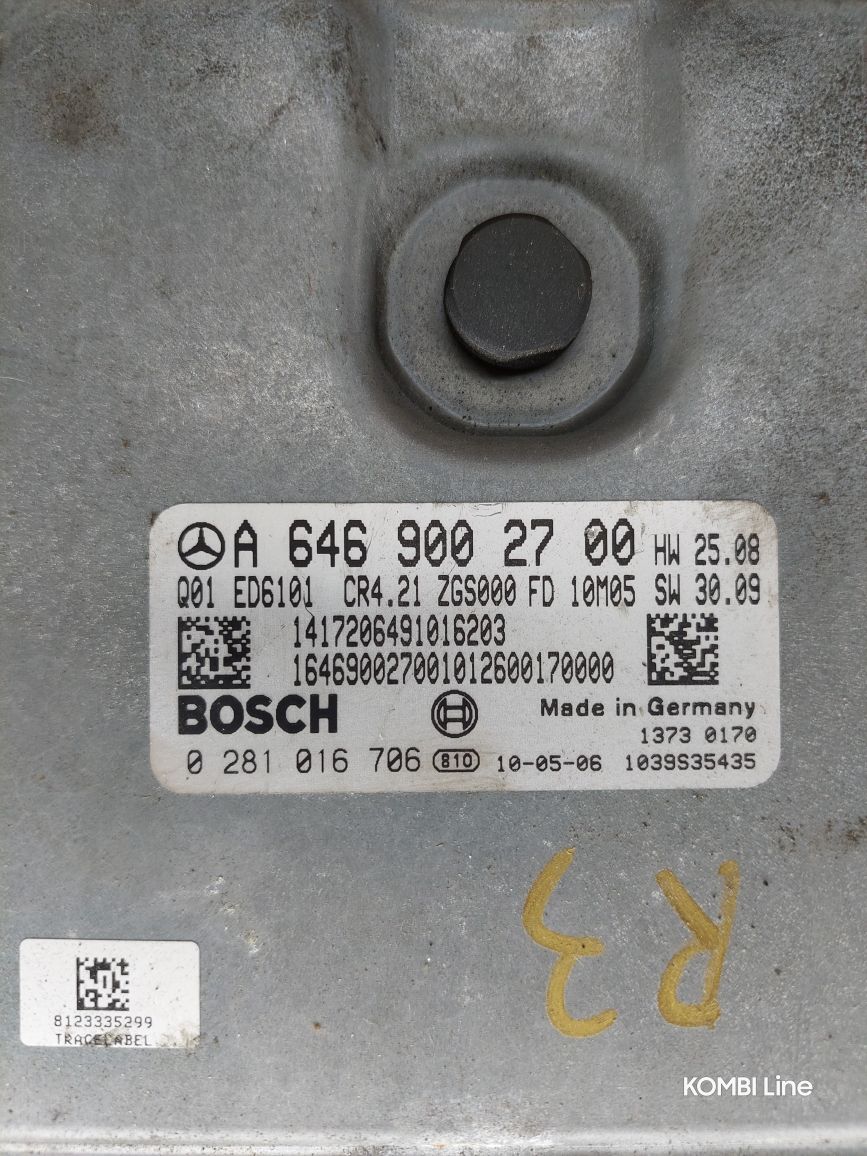 A 646 900 27 00 HW 25.08
Q01 ED6101 CR4.21 ZGS000 FD 10M05 SW 30.09
1417206491016203
164690027001012600170000
BOSCH Made in Germany
1373 0170
0 281 016 706 810 10-05-06 1039S35435
R3
8123335299
TRACELABEL
KOMBI Line